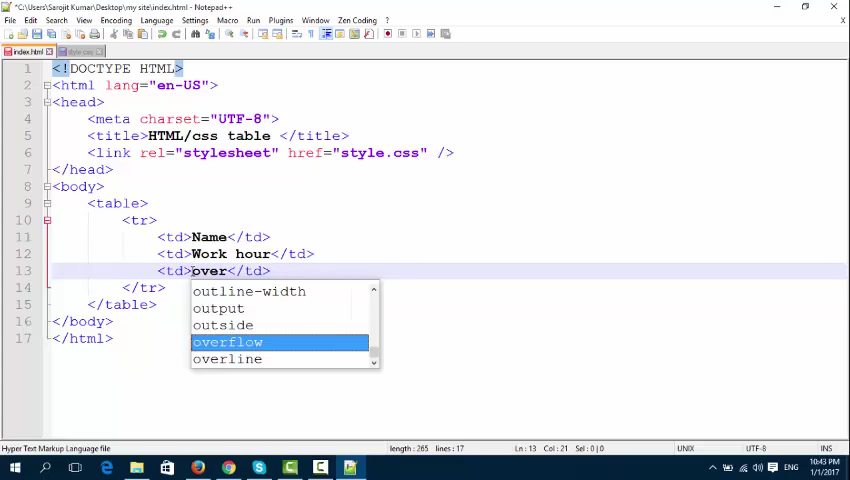 *C:\Users\Sarojit Kumar\Desktop\my site\index.html - Notepad++
File Edit Search View Encoding Language Settings Macro Run Plugins Window Zen Coding ?
index.html style.css
1 <!DOCTYPE HTML>
2 <html lang="en-US">
3 <head>
4 <meta charset="UTF-8">
5 <title>HTML/css table </title>
6 <link rel="stylesheet" href="style.css" />
7 </head>
8 <body>
9 <table>
10 <tr>
11 <td>Name</td>
12 <td>Work hour</td>
13 <td>over</td>
14 </tr>
15 </table>
16 </body>
17 </html>
outline-width
output
outside
overflow
overline
Hyper Text Markup Language file length : 265 lines : 17 Ln : 13 Col : 21 Sel : 0 | 0 UNIX UTF-8 INS
ENG 10:43 PM
1/1/2017